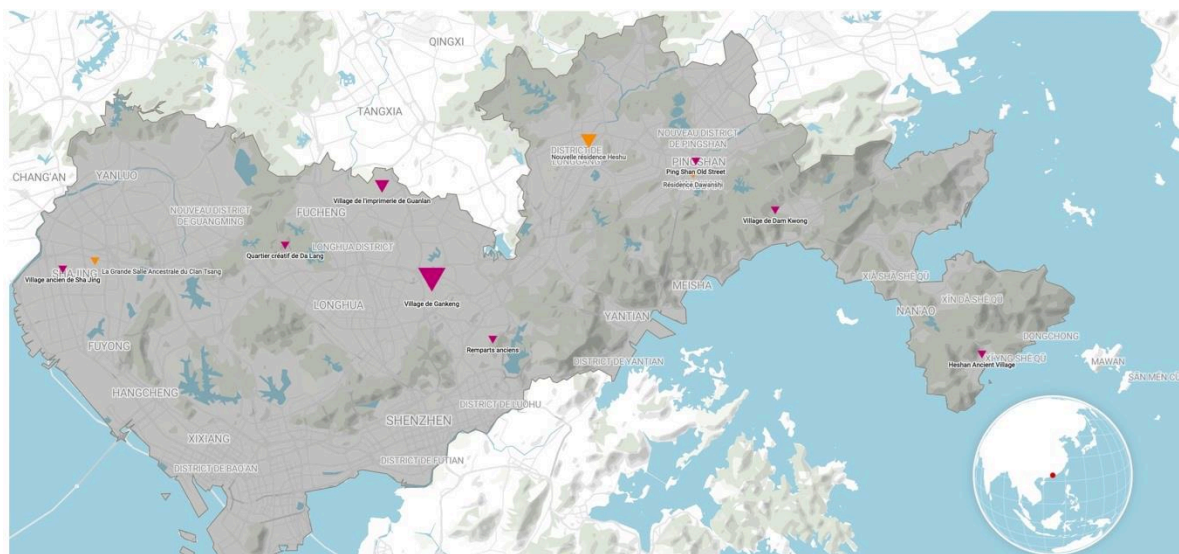 QINGXI
TANGXIA
CHANG'AN
YANLUO
NOUVEAU DISTRICT
DE GUANGMING
FUCHENG
Village de l'imprimerie de Guanlan
DISTRICT DE
Nouvelle résidence Heshu
NOUVEAU DISTRICT
DE PINGSHAN
PINGSHAN
Ping Shan Old Street
Résidence Dawanshi
Village de Dam Kwong
LONGHUA DISTRICT
Quartier créatif de Da Lang
SHAJING
La Grande Salle Ancestrale du Clan Tsang
Village ancien de Sha Jing
Village de Gankeng
LONGHUA
MEISHA
YANTIAN
XIÀ SHĀ SHÈ QŪ
XĪN DÀ SHÈ QŪ
NAN'AO
DONGCHONG
FUYONG
Remparts anciens
DISTRICT DE YANTIAN
Heshan Ancient Village
MAWAN
HANGCHENG
DISTRICT DE LUOHU
SHENZHEN
XIXIANG
DISTRICT DE BAO'AN
DISTRICT DE FUTIAN